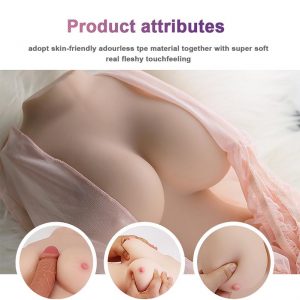 Product attributes
adopt skin-friendly adourless tpe material together with super soft
real fleshy touchfeeling